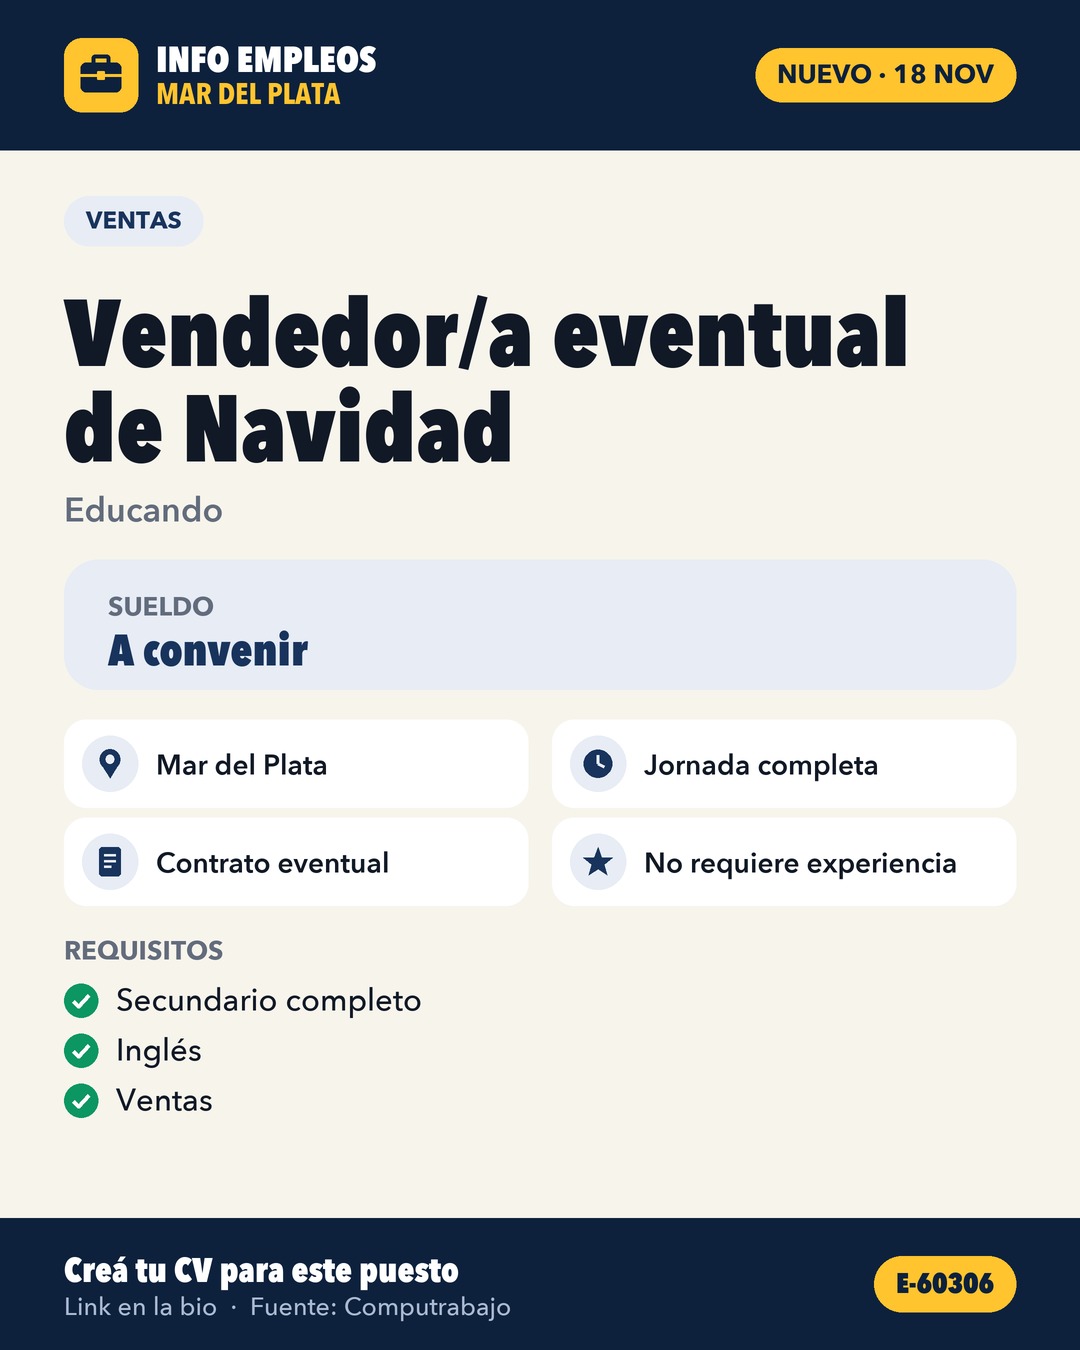 INFO EMPLEOS
MAR DEL PLATA
NUEVO · 18 NOV
VENTAS
Vendedor/a eventual
de Navidad
Educando
SUELDO
A convenir
Mar del Plata
Jornada completa
Contrato eventual
No requiere experiencia
REQUISITOS
Secundario completo
Inglés
Ventas
Creá tu CV para este puesto
Link en la bio · Fuente: Computrabajo
E-60306